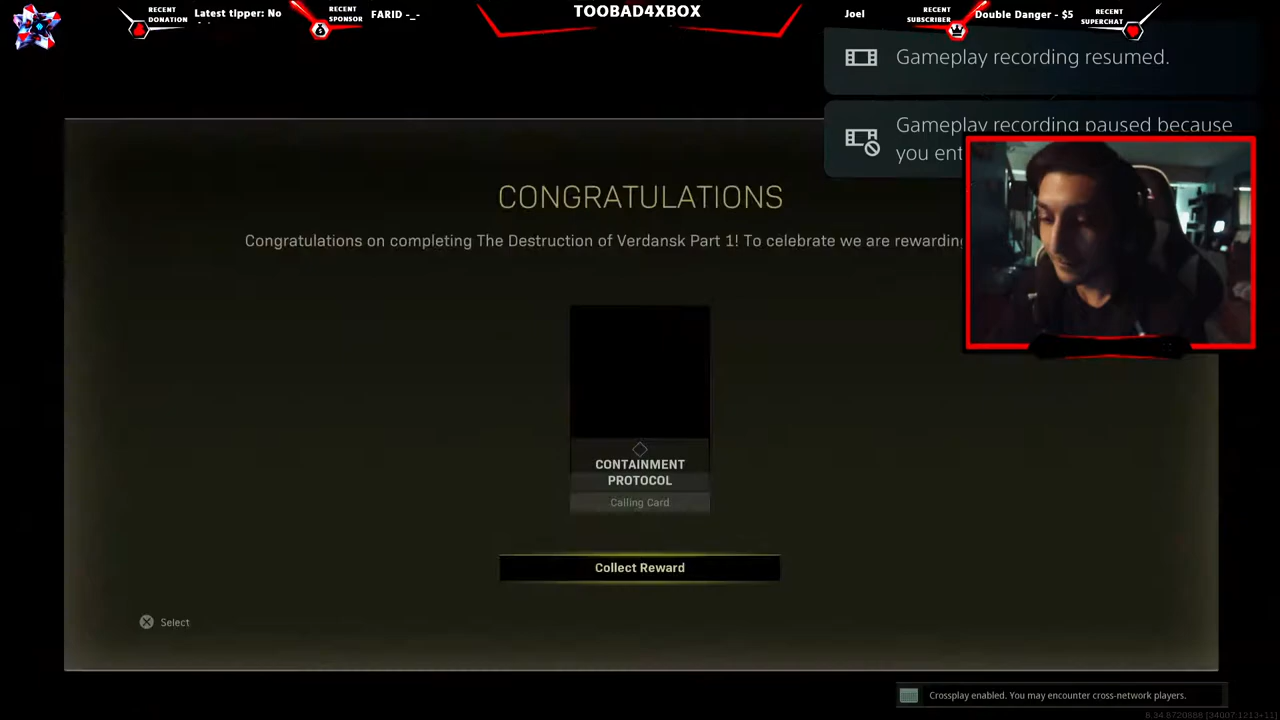 RECENT
DONATION
Latest tipper: No
RECENT
SPONSOR
FARID -_-
TOOBAD4XBOX
Joel
RECENT
SUBSCRIBER
Double Danger - $5
RECENT
SUPERCHAT
Gameplay recording resumed.
Gameplay recording paused because
you ent
CONGRATULATIONS
Congratulations on completing The Destruction of Verdansk Part 1! To celebrate we are rewarding
CONTAINMENT
PROTOCOL
Calling Card
Collect Reward
Select
Crossplay enabled. You may encounter cross-network players.